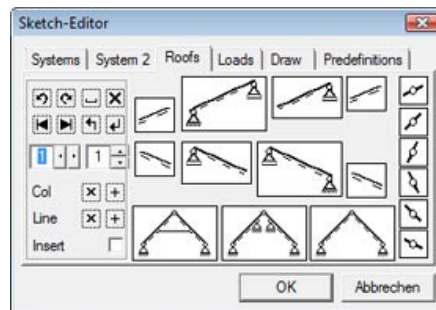 Sketch-Editor
Systems System 2 Roofs Loads Draw Predefinitions
1 1
Col
Line
Insert
OK Abbrechen